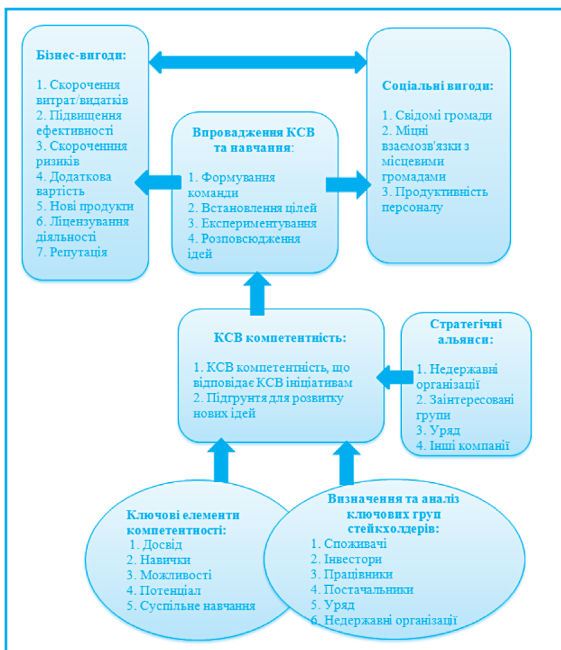 Бізнес-вигоди:
1. Скорочення
витрат/видатків
2. Підвищення
ефективності
3. Скороченння
ризиків
4. Додаткова
вартість
5. Нові продукти
6. Ліцензування
діяльності
7. Репутація
Впровадження КСВ
та навчання:
1. Формування
команди
2. Встановлення цілей
3. Експериментування
4. Розповсюдження
ідей
Соціальні вигоди:
1. Свідомі громади
2. Міцні
взаємозв'язки з
місцевими
громадами
3. Продуктивність
персоналу
КСВ компетентність:
1. КСВ компетентність, що
відповідає КСВ ініціативам
2. Підгрунтя для розвитку
нових ідей
Стратегічні
альянси:
1. Недержавні
організації
2. Заінтересовані
групи
3. Уряд
4. Інші компанії
Ключові елементи
компетентності:
1. Досвід
2. Навички
3. Можливості
4. Потенціал
5. Суспільне навчання
Визначення та аналіз
ключових груп
стейкхолдерів:
1. Споживачі
2. Інвестори
3. Працівники
4. Постачальники
5. Уряд
6. Недержавні організації